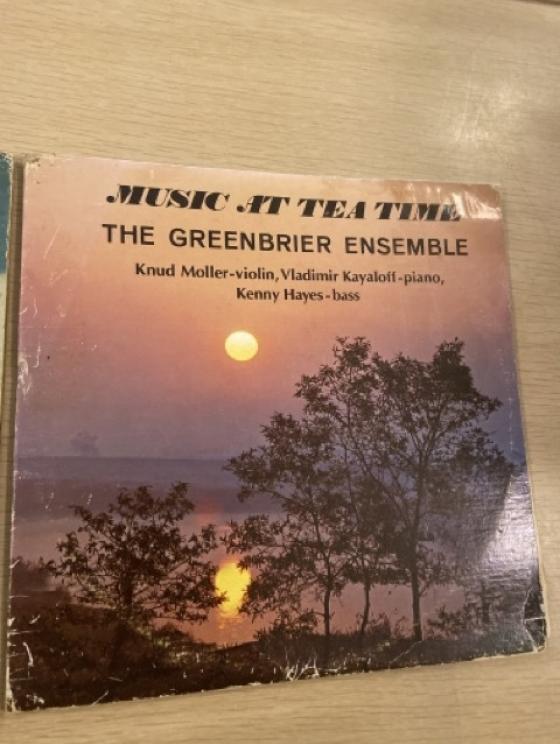 MUSIC AT TEA TIME
THE GREENBRIER ENSEMBLE
Knud Moller-violin, Vladimir Kayaloff-piano,
Kenny Hayes-bass